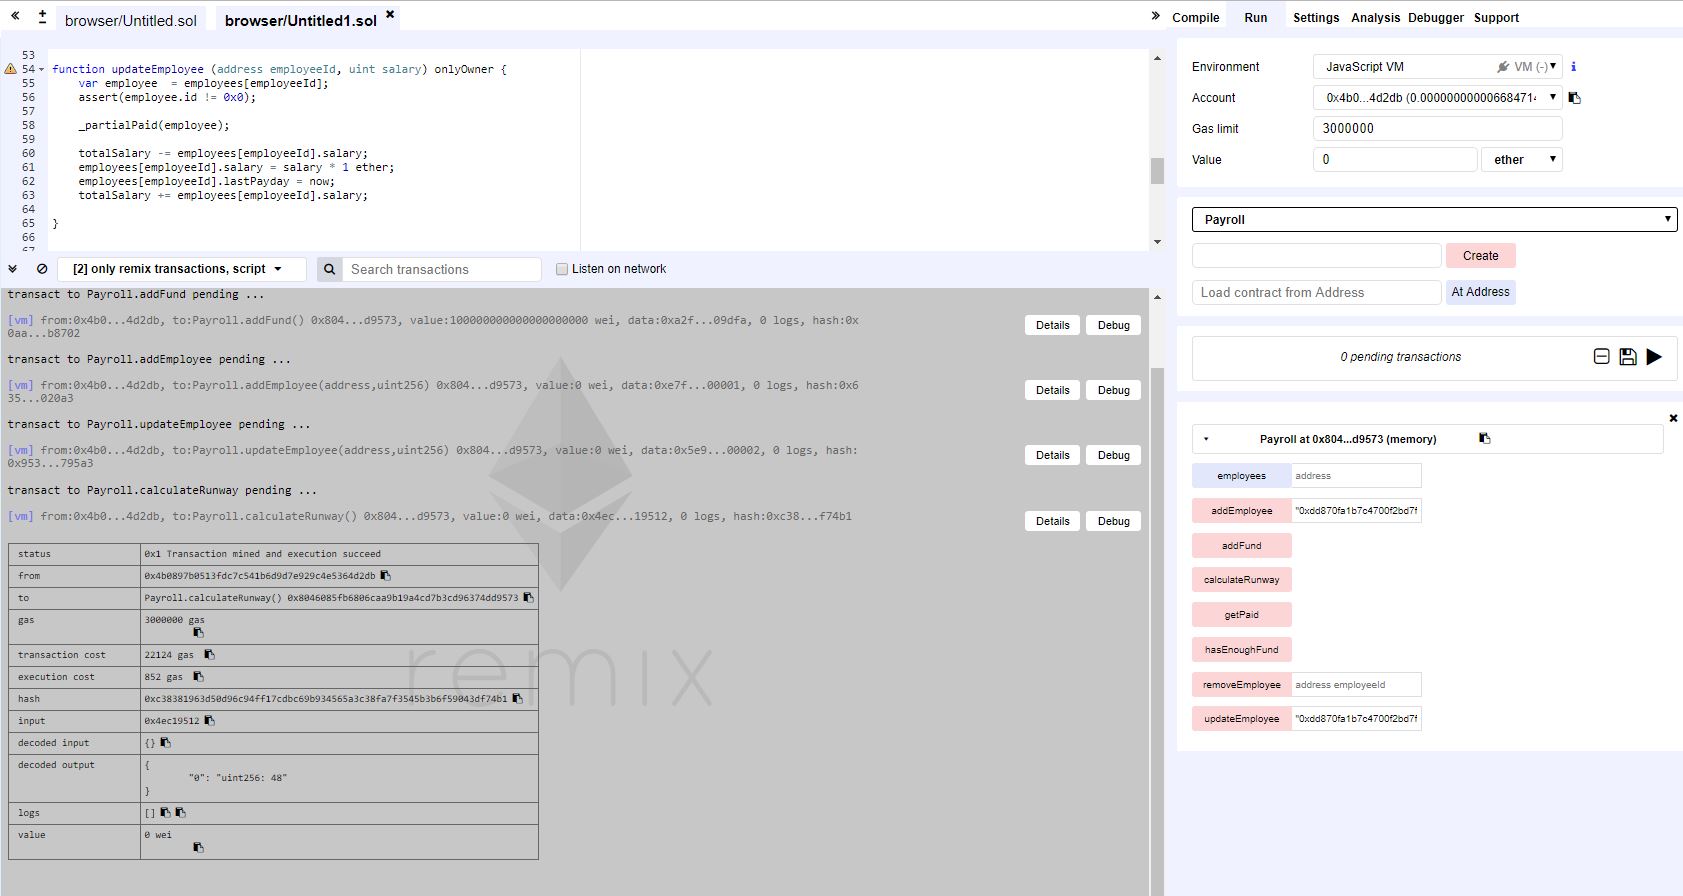 browser/Untitled.sol
browser/Untitled1.sol
53
54 function updateEmployee (address employeeId, uint salary) onlyOwner {
55 var employee  = employees[employeeId];
56 assert(employee.id != 0x0);
57
58 _partialPaid(employee);
59
60 totalSalary -= employees[employeeId].salary;
61 employees[employeeId].salary = salary * 1 ether;
62 employees[employeeId].lastPayday = now;
63 totalSalary += employees[employeeId].salary;
64
65 }
66
67
[2] only remix transactions, script
Search transactions
Listen on network
transact to Payroll.addFund pending ...
[vm] from:0x4b0...4d2db, to:Payroll.addFund() 0x804...d9573, value:100000000000000000000 wei, data:0xa2f...09dfa, 0 logs, hash:0x
0aa...b8702
Details Debug
transact to Payroll.addEmployee pending ...
[vm] from:0x4b0...4d2db, to:Payroll.addEmployee(address,uint256) 0x804...d9573, value:0 wei, data:0xe7f...00001, 0 logs, hash:0x6
35...020a3
Details Debug
transact to Payroll.updateEmployee pending ...
[vm] from:0x4b0...4d2db, to:Payroll.updateEmployee(address,uint256) 0x804...d9573, value:0 wei, data:0x5e9...00002, 0 logs, hash:
0x953...795a3
Details Debug
transact to Payroll.calculateRunway pending ...
[vm] from:0x4b0...4d2db, to:Payroll.calculateRunway() 0x804...d9573, value:0 wei, data:0x4ec...19512, 0 logs, hash:0xc38...f74b1
Details Debug
status 0x1 Transaction mined and execution succeed
from 0x4b0897b0513fdc7c541b6d9d7e929c4e5364d2db
to Payroll.calculateRunway() 0x8046085fb6806caa9b19a4cd7b3cd96374dd9573
gas 3000000 gas
transaction cost 22124 gas
execution cost 852 gas
hash 0xc38381963d50d96c94ff17cdbc69b934565a3c38fa7f3545b3b6f59043df74b1
input 0x4ec19512
decoded input {}
decoded output {
"0": "uint256: 48"
}
logs []
value 0 wei
remix
Compile Run Settings Analysis Debugger Support
Environment JavaScript VM VM (-) i
Account 0x4b0...4d2db (0.00000000000668471
Gas limit 3000000
Value 0 ether
Payroll
Create
Load contract from Address At Address
0 pending transactions
Payroll at 0x804...d9573 (memory)
employees address
addEmployee "0xdd870fa1b7c4700f2bd7f
addFund
calculateRunway
getPaid
hasEnoughFund
removeEmployee address employeeId
updateEmployee "0xdd870fa1b7c4700f2bd7f